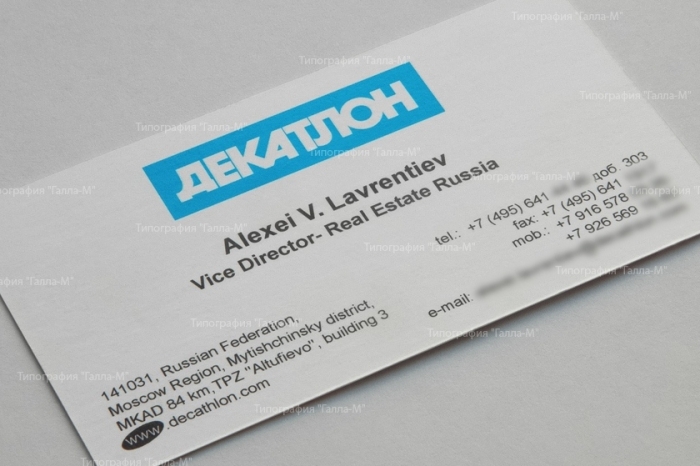 ДЕКАТЛОН
Alexei V. Lavrentiev
Vice Director- Real Estate Russia
tel.: +7 (495) 641 доб. 303
fax: +7 (495) 641
mob.: +7 916 578
+7 926 569
e-mail:
141031, Russian Federation,
Moscow Region, Mytishchinsky district,
MKAD 84 km,TPZ "Altufievo", building 3
www.decathlon.com
Типография "Галла-М"